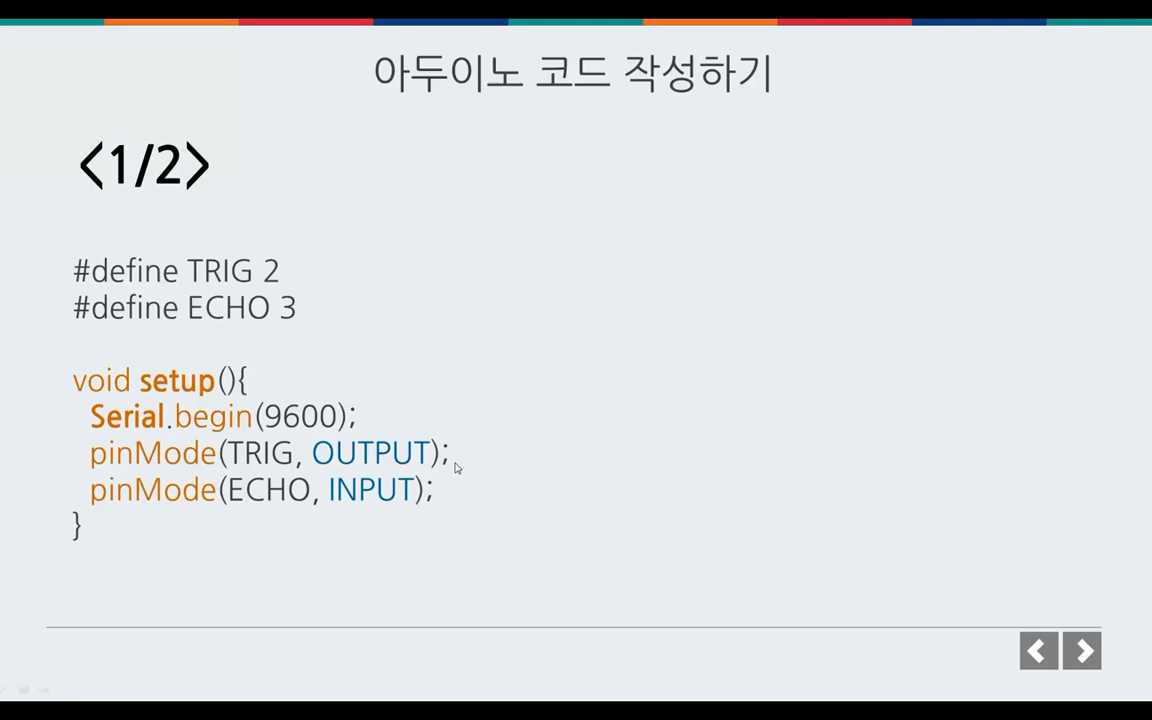 아두이노 코드 작성하기
<1/2>
#define TRIG 2
#define ECHO 3
void setup(){
Serial.begin(9600);
pinMode(TRIG, OUTPUT);
pinMode(ECHO, INPUT);
}